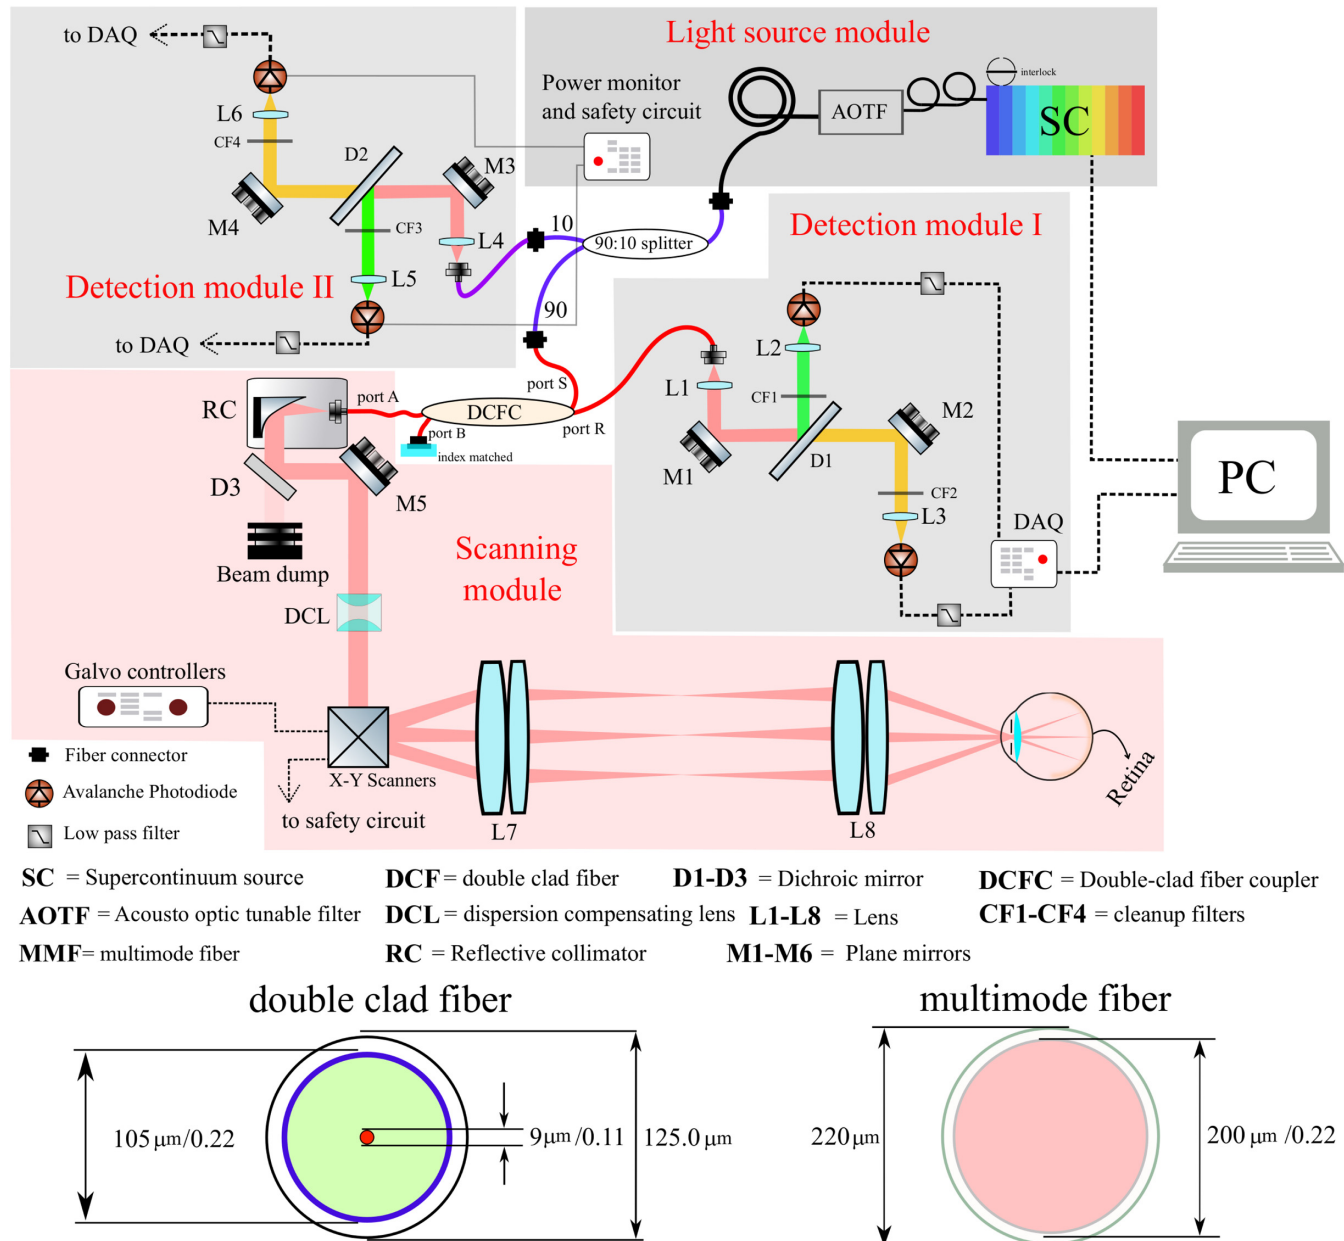 to DAQ
Light source module
interlock
Power monitor
and safety circuit
AOTF
SC
L6
CF4
D2
M3
M4
CF3
L4
10
90:10 splitter
Detection module I
Detection module II
L5
90
to DAQ
port S
L2
L1
CF1
M2
RC
port A
DCFC
port B
port R
index matched
M1
D1
D3
M5
CF2
L3
DAQ
PC
Beam dump
Scanning
module
DCL
Galvo controllers
X-Y Scanners
to safety circuit
L7
L8
Retina
Fiber connector
Avalanche Photodiode
Low pass filter
SC = Supercontinuum source
DCF= double clad fiber
D1-D3 = Dichroic mirror
DCFC = Double-clad fiber coupler
AOTF = Acousto optic tunable filter
DCL = dispersion compensating lens
L1-L8 = Lens
CF1-CF4 = cleanup filters
MMF= multimode fiber
RC = Reflective collimator
M1-M6 = Plane mirrors
double clad fiber
multimode fiber
105 μm/0.22
9μm/0.11
125.0 μm
220 μm
200 μm /0.22